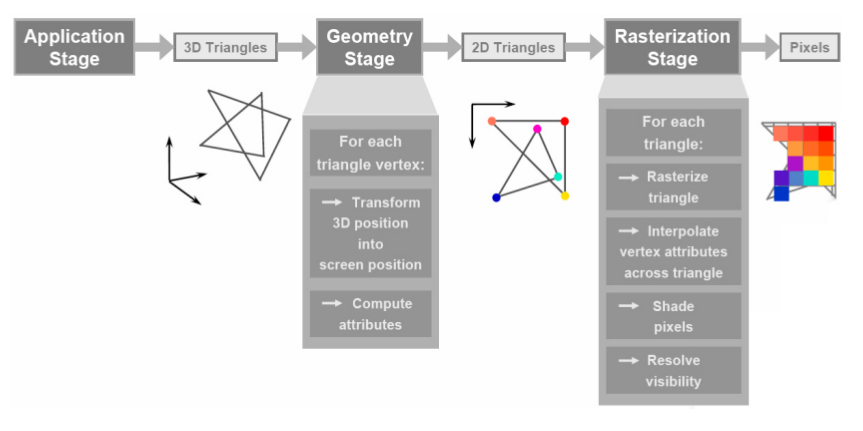 Application
Stage
3D Triangles
Geometry
Stage
2D Triangles
Rasterization
Stage
Pixels
For each
triangle vertex:
Transform
3D position
into
screen position
Compute
attributes
For each
triangle:
Rasterize
triangle
Interpolate
vertex attributes
across triangle
Shade
pixels
Resolve
visibility